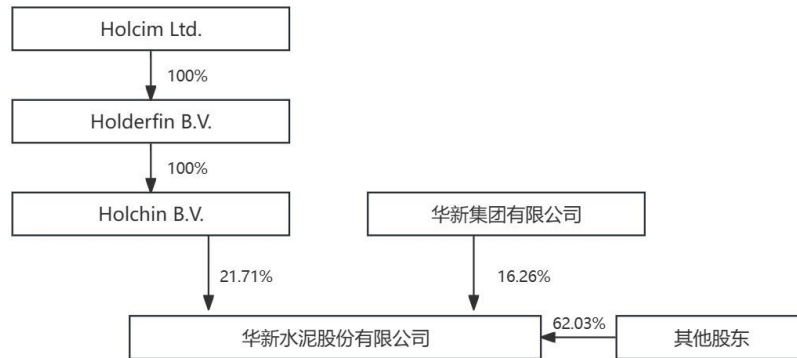 Holcim Ltd.
100%
Holderfin B.V.
100%
Holchin B.V.
华新集团有限公司
21.71%
16.26%
华新水泥股份有限公司
62.03%
其他股东